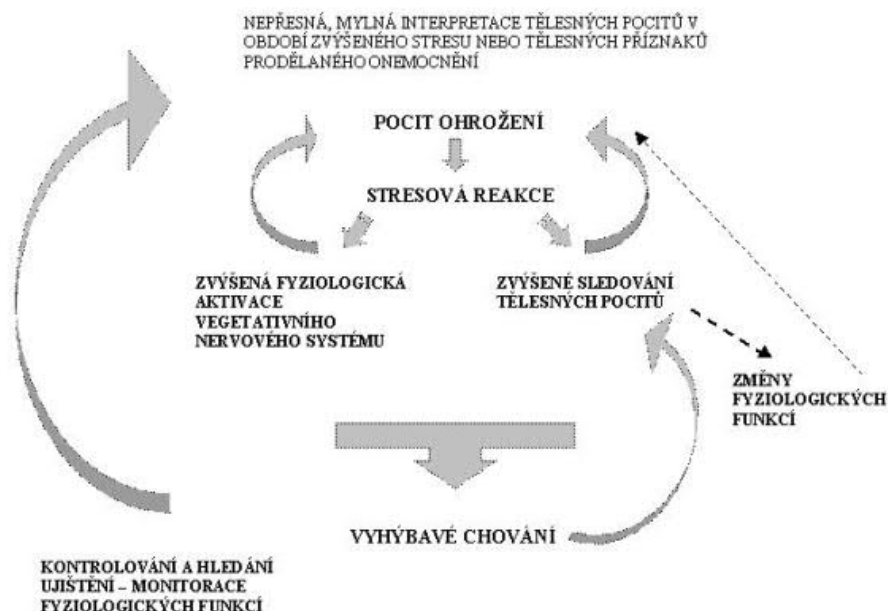 NEPŘESNÁ, MYLNÁ INTERPRETACE TĚLESNÝCH POCITŮ V
OBDOBÍ ZVÝŠENÉHO STRESU NEBO TĚLESNÝCH PŘÍZNAKŮ
PRODĚLANÉHO ONEMOCNĚNÍ
POCIT OHROŽENÍ
STRESOVÁ REAKCE
ZVÝŠENÁ FYZIOLOGICKÁ
AKTIVACE
VEGETATIVNÍHO
NERVOVÉHO SYSTÉMU
ZVÝŠENÉ SLEDOVÁNÍ
TĚLESNÝCH POCITŮ
ZMĚNY
FYZIOLOGICKÝCH
FUNKCÍ
VYHÝBAVÉ CHOVÁNÍ
KONTROLOVÁNÍ A HLEDÁNÍ
UJIŠTĚNÍ – MONITORACE
FYZIOLOGICKÝCH FUNKCÍ